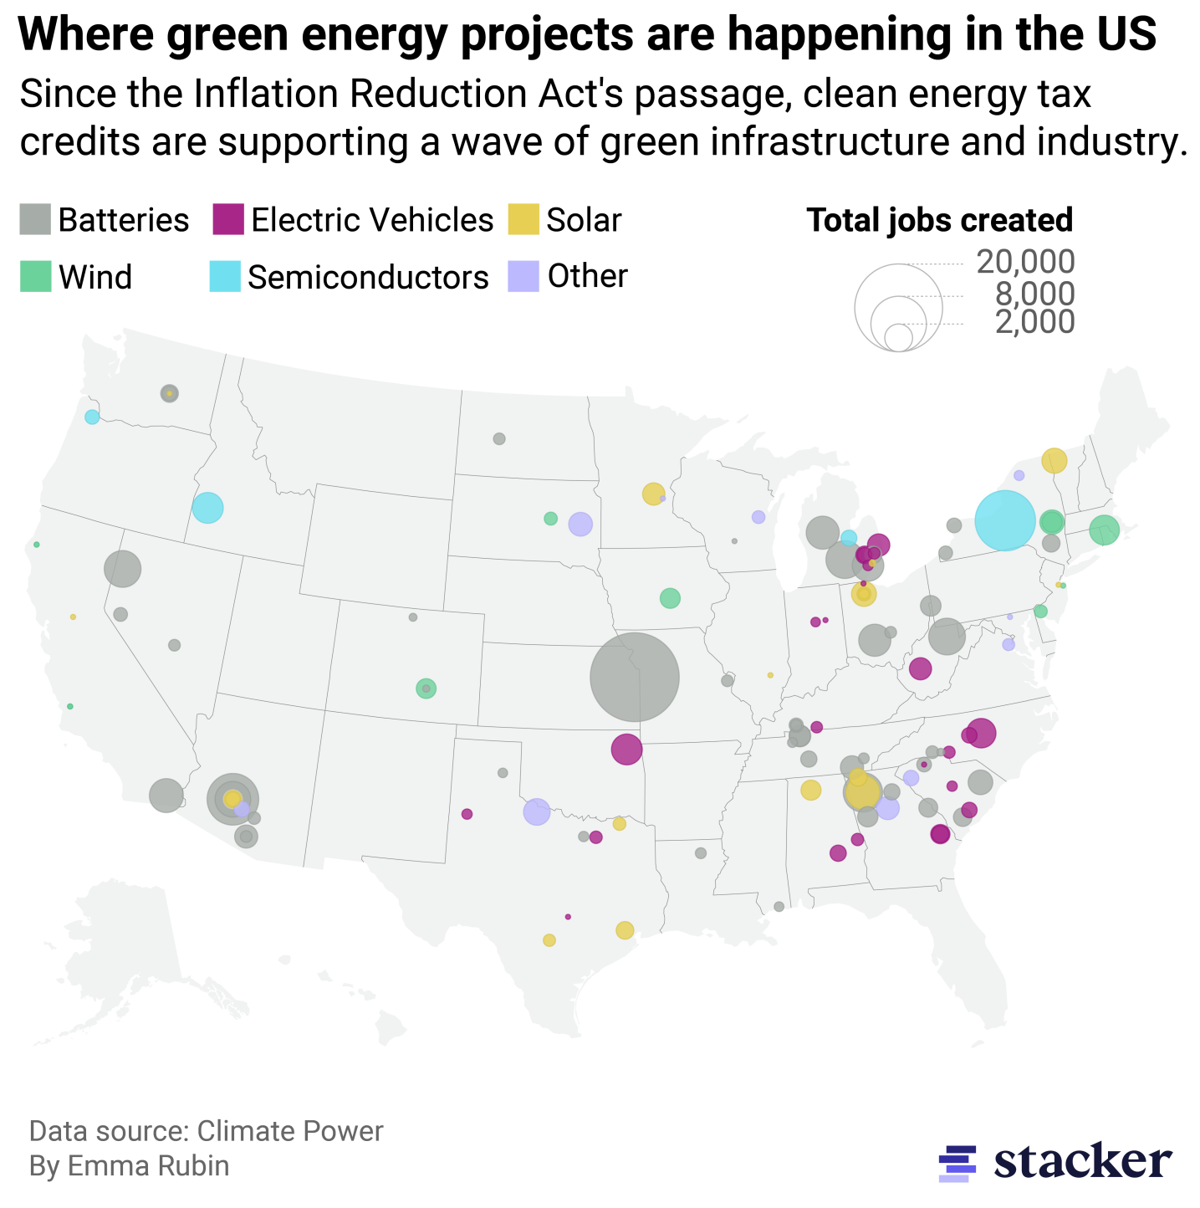 Where green energy projects are happening in the US
Since the Inflation Reduction Act's passage, clean energy tax
credits are supporting a wave of green infrastructure and industry.
Batteries
Electric Vehicles
Solar
Wind
Semiconductors
Other
Total jobs created
20,000
8,000
2,000
Data source: Climate Power
By Emma Rubin
stacker